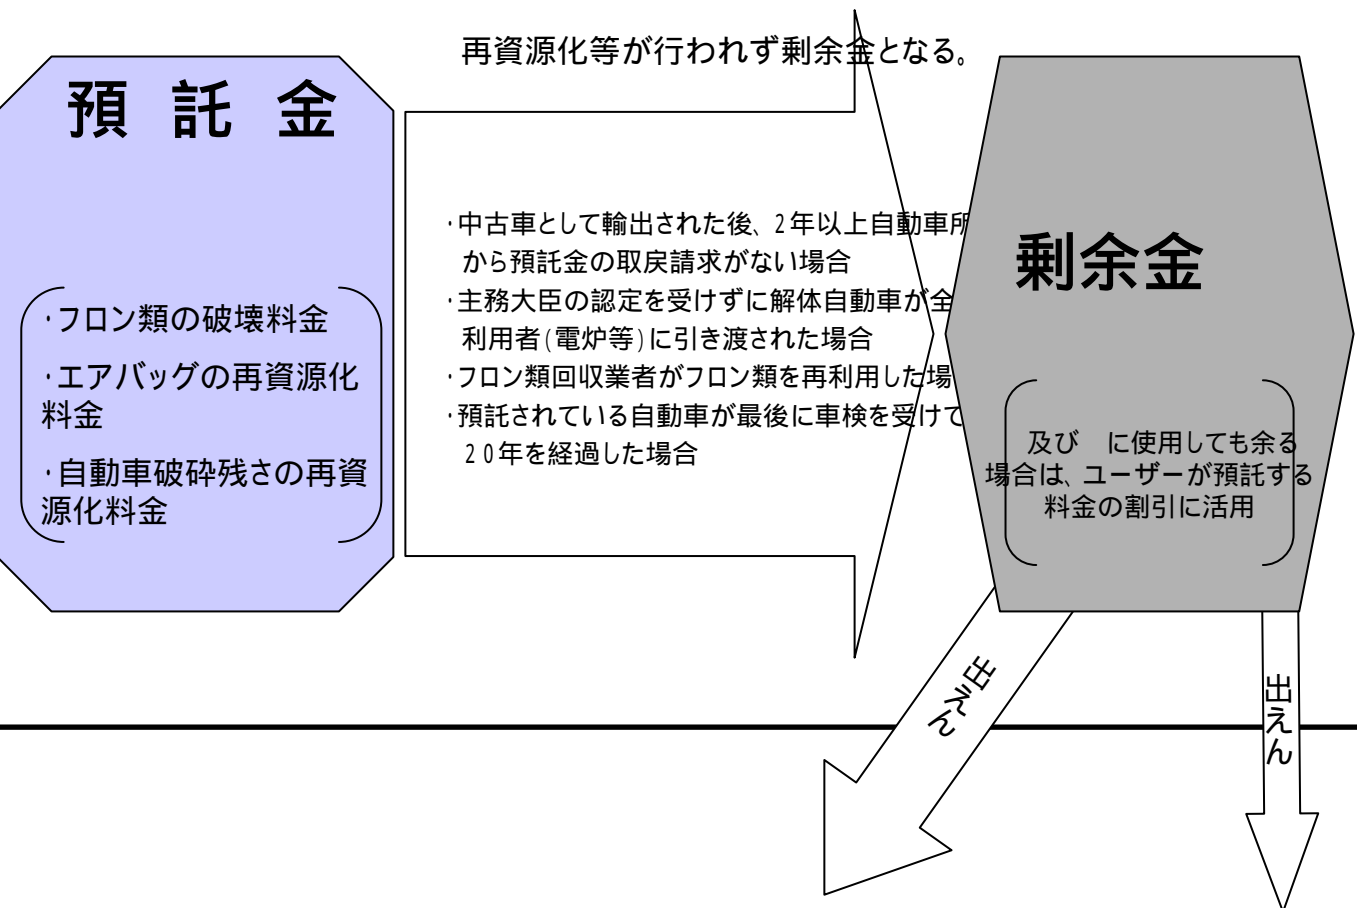 再資源化等が行われず剰余金となる。
預託金
・フロン類の破壊料金
・エアバッグの再資源化
料金
・自動車破砕残さの再資
源化料金
・中古車として輸出された後、2年以上自動車所
から預託金の取戻請求がない場合
・主務大臣の認定を受けずに解体自動車が全
利用者(電炉等)に引き渡された場合
・フロン類回収業者がフロン類を再利用した場
・預託されている自動車が最後に車検を受けて
20年を経過した場合
剰余金
及び に使用しても余る
場合は、ユーザーが預託する
料金の割引に活用
出えん
出えん